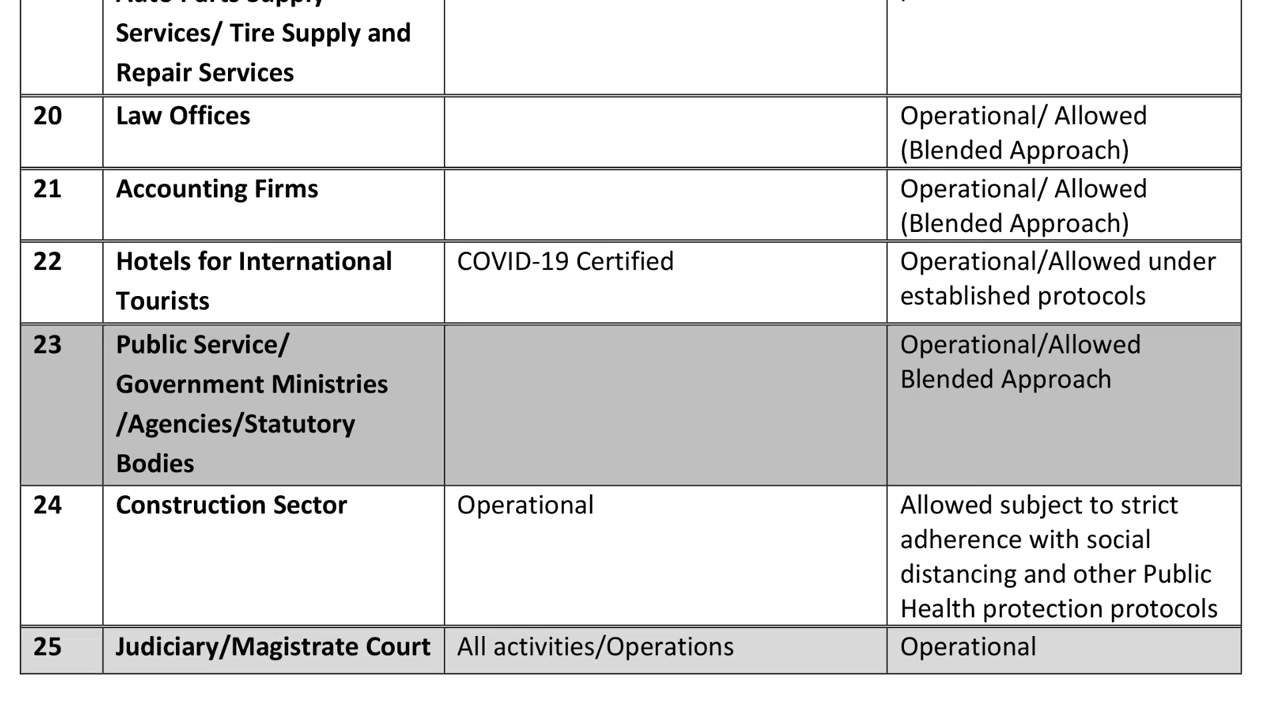 Auto Parts Supply
Services/ Tire Supply and
Repair Services
20 Law Offices Operational/ Allowed
(Blended Approach)
21 Accounting Firms Operational/ Allowed
(Blended Approach)
22 Hotels for International COVID-19 Certified Operational/Allowed under
Tourists established protocols
23 Public Service/ Operational/Allowed
Government Ministries Blended Approach
/Agencies/Statutory
Bodies
24 Construction Sector Operational Allowed subject to strict
adherence with social
distancing and other Public
Health protection protocols
25 Judiciary/Magistrate Court All activities/Operations Operational